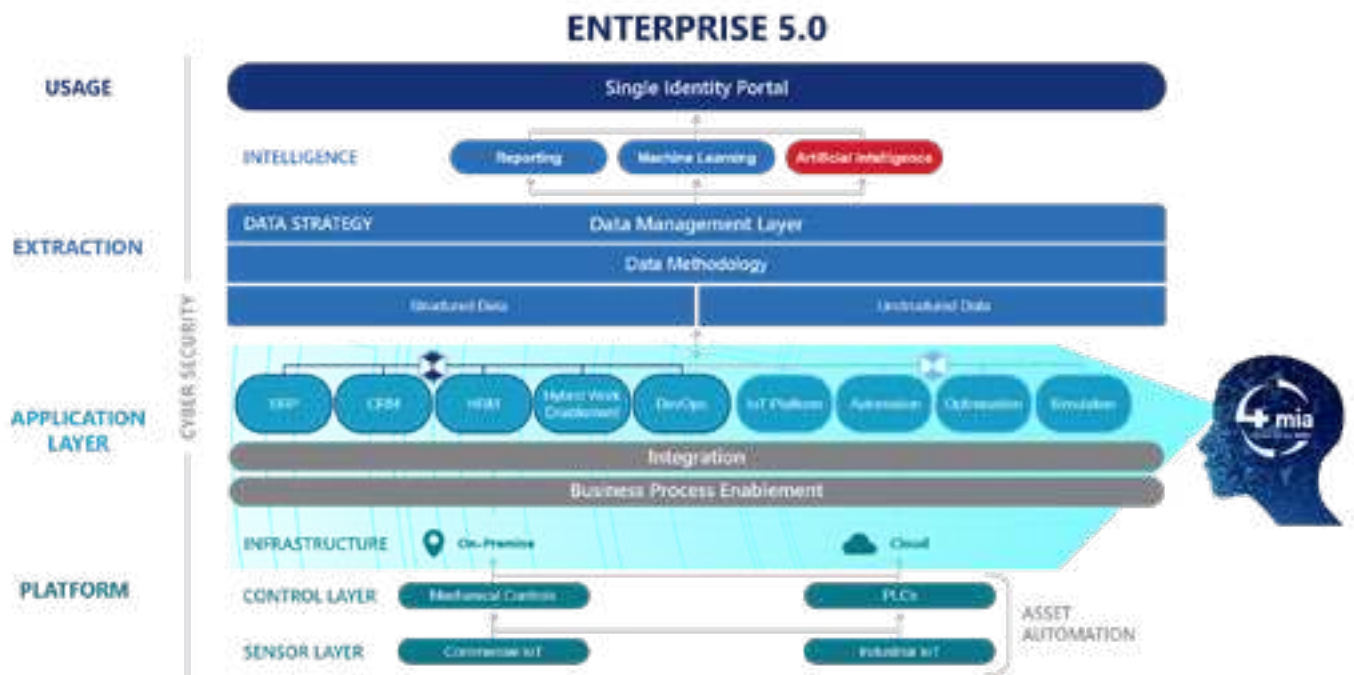 ENTERPRISE 5.0
USAGE
Single Identity Portal
INTELLIGENCE
Reporting
Machine Learning
Artificial Intelligence
EXTRACTION
DATA STRATEGY
Data Management Layer
Data Methodology
Structured Data
Unstructured Data
CYBER SECURITY
APPLICATION
LAYER
ERP
CRM
HRM
Hybrid Work
Enablement
DevOps
IoT Platform
Automation
Optimisation
Simulation
4mia
Integration
Business Process Enablement
INFRASTRUCTURE
On-Premise
Cloud
PLATFORM
CONTROL LAYER
Mechanical Controls
PLCs
ASSET
AUTOMATION
SENSOR LAYER
Commercial IoT
Industrial IoT